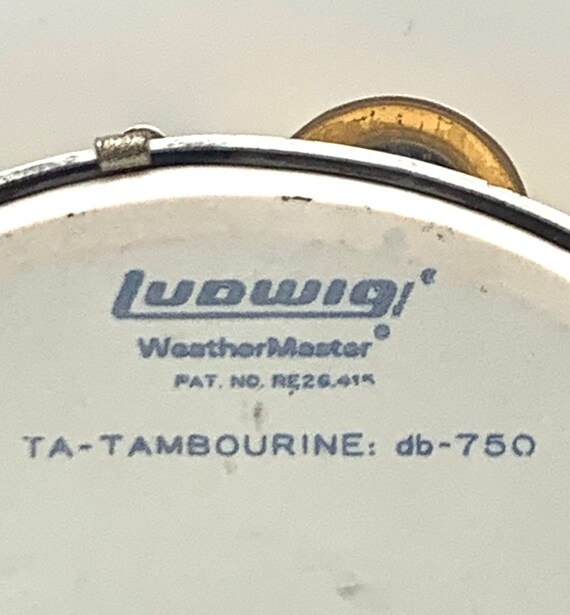 Ludwig®
WeatherMaster®
PAT. NO. RE26,415
TA-TAMBOURINE: db-750